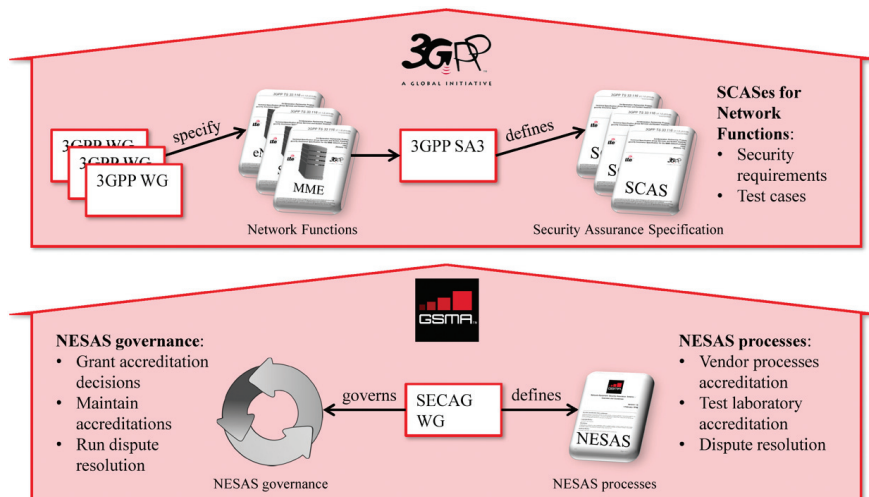 3GPP
A GLOBAL INITIATIVE
SCASes for
Network
Functions:
• Security
requirements
• Test cases
specify
defines
3GPP WG
3GPP WG
3GPP WG
MME
3GPP SA3
SCAS
Network Functions
Security Assurance Specification
GSMA
NESAS governance:
• Grant accreditation
decisions
• Maintain
accreditations
• Run dispute
resolution
governs
SECAG
WG
defines
NESAS
NESAS processes:
• Vendor processes
accreditation
• Test laboratory
accreditation
• Dispute resolution
NESAS governance
NESAS processes